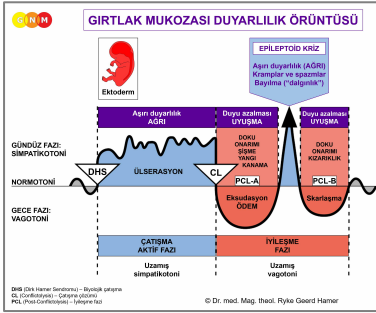 GNM
GIRTLAK MUKOZASI DUYARLILIK ÖRÜNTÜSÜ
EPİLEPTOİD KRİZ
Aşırı duyarlılık (AĞRI)
Kramplar ve spazmlar
Bayılma ("dalgınlık")
Ektoderm
Aşırı duyarlılık
AĞRI
Duyu azalması
UYUŞMA
Duyu azalması
UYUŞMA
GÜNDÜZ FAZI:
SİMPATİKOTONİ
DOKU
ONARIMI
ŞİŞME
YANGI
KANAMA
DOKU
ONARIMI
KIZARIKLIK
DHS
ÜLSERASYON
CL
PCL-A
PCL-B
NORMOTONİ
Eksudasyon
ÖDEM
Skarlaşma
GECE FAZI:
VAGOTONİ
ÇATIŞMA
AKTİF FAZI
İYİLEŞME
FAZI
Uzamış
simpatikotoni
Uzamış
vagotoni
DHS (Dirk Hamer Sendromu) – Biyolojik çatışma
CL (Conflictolysis) – Çatışma çözümü
PCL (Post-Conflictolysis) – İyileşme fazı
© Dr. med. Mag. theol. Ryke Geerd Hamer